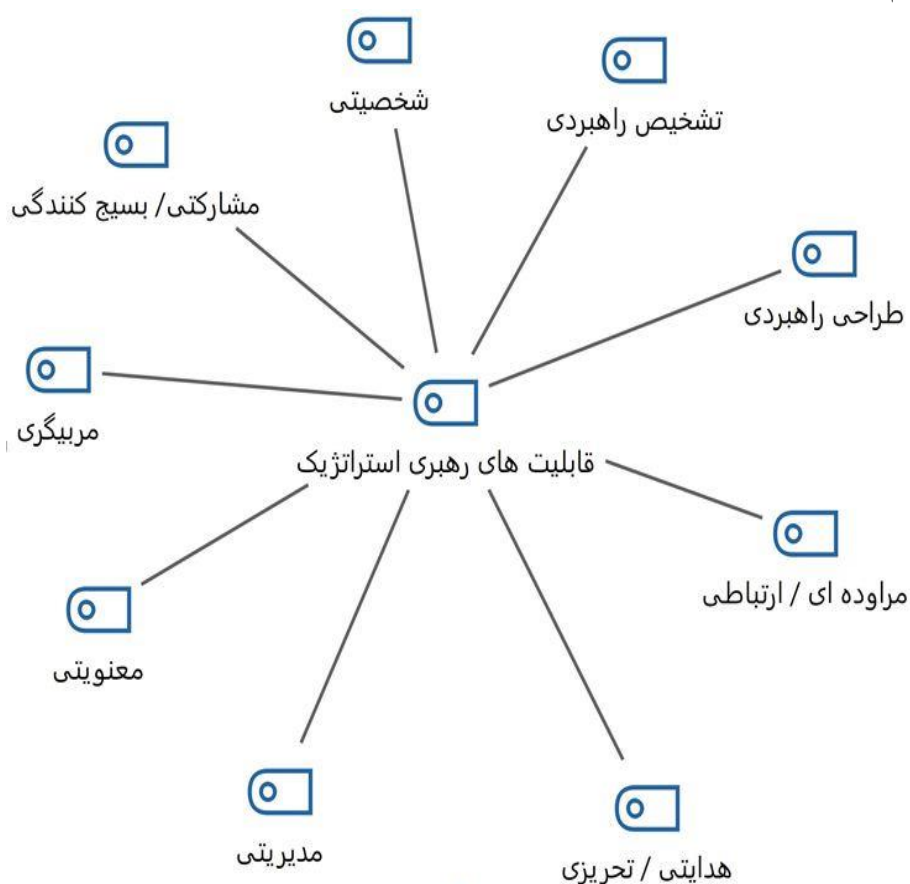 شخصیتی
تشخیص راهبردی
مشارکتی/ بسیج کنندگی
طراحی راهبردی
مربیگری
قابلیت های رهبری استراتژیک
مراوده ای / ارتباطی
معنویتی
مدیریتی
هدایتی / تحریزی